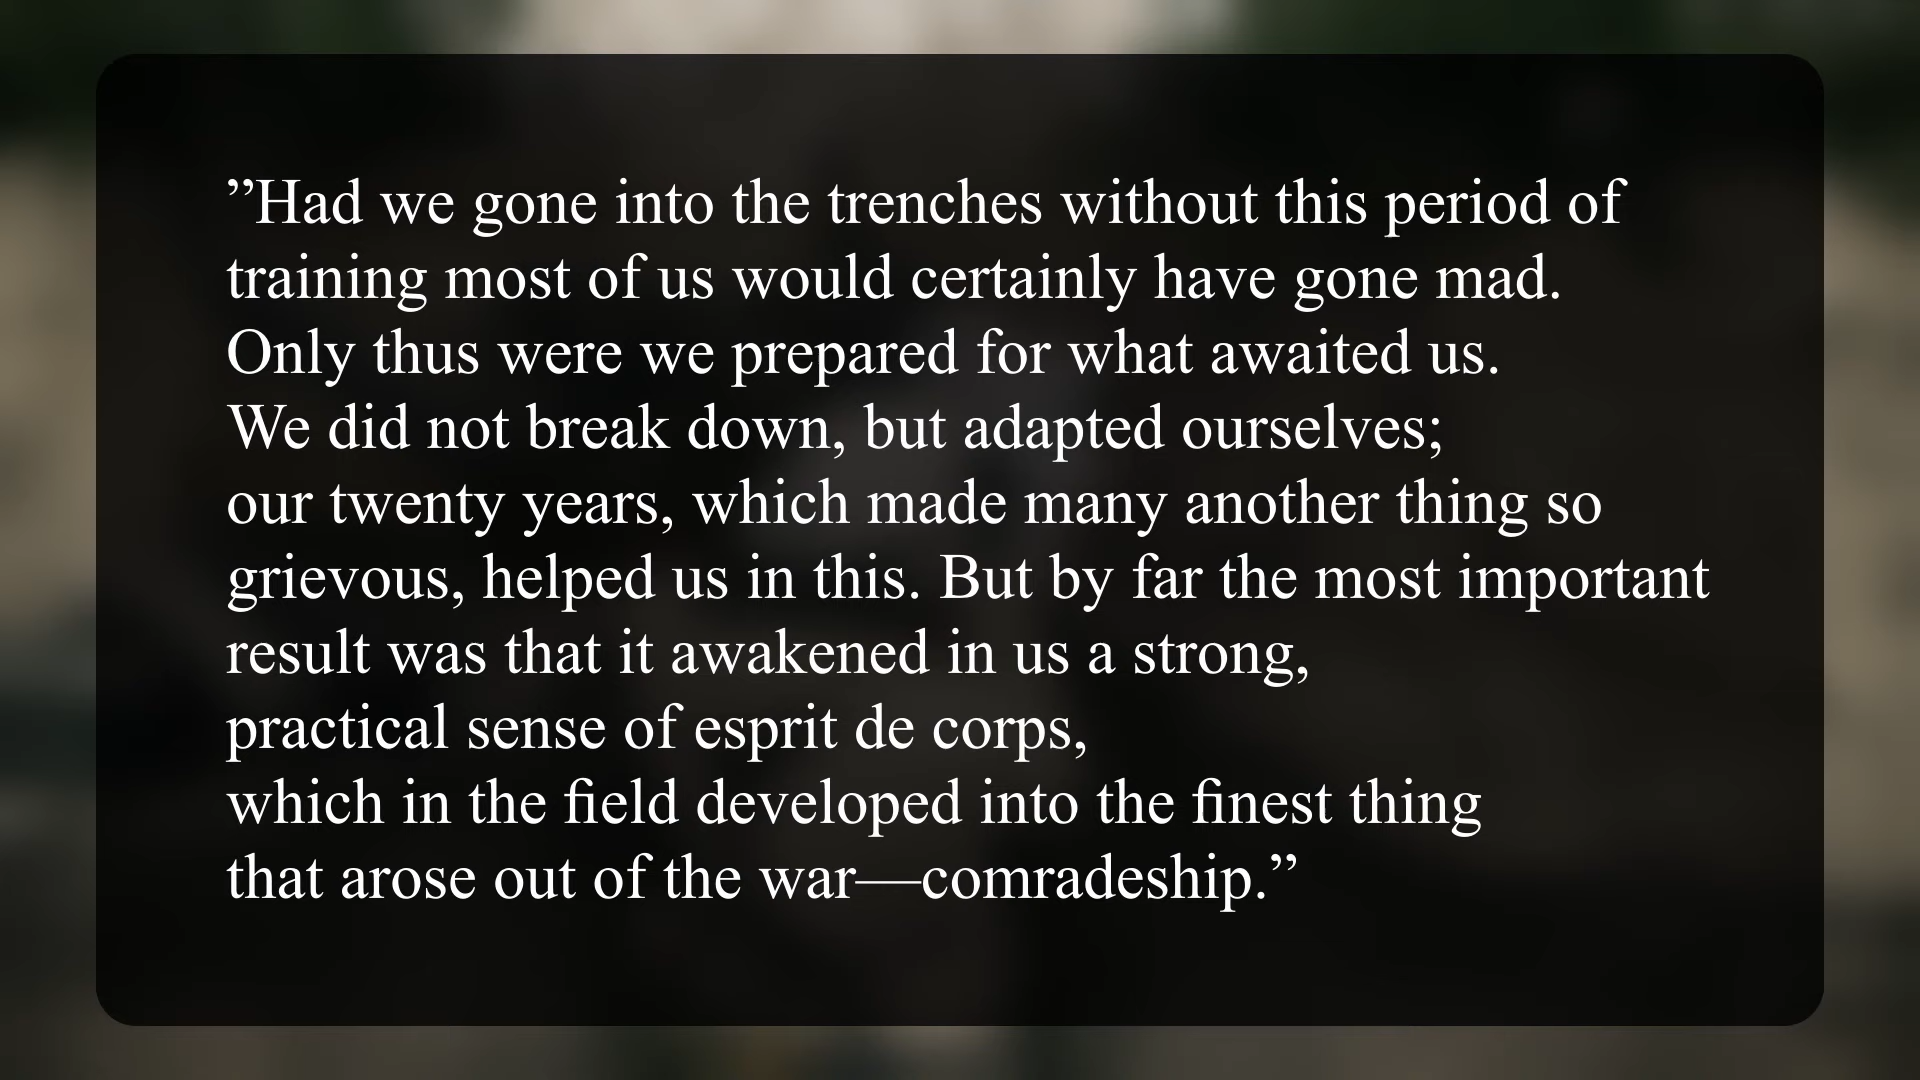 ”Had we gone into the trenches without this period of
training most of us would certainly have gone mad.
Only thus were we prepared for what awaited us.
We did not break down, but adapted ourselves;
our twenty years, which made many another thing so
grievous, helped us in this. But by far the most important
result was that it awakened in us a strong,
practical sense of esprit de corps,
which in the field developed into the finest thing
that arose out of the war—comradeship.”